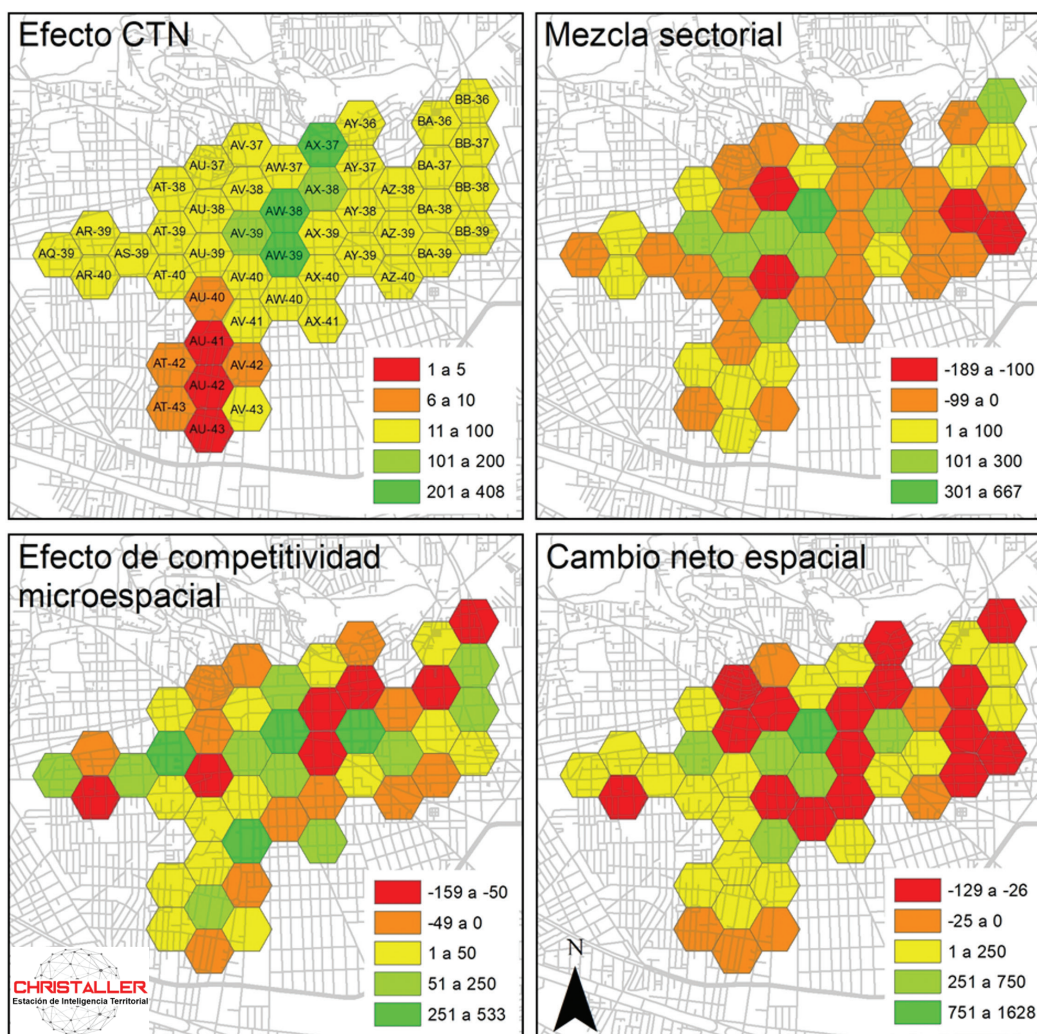 Efecto CTN
BB-36
BA-36
AY-36
BB-37
AX-37
AV-37
BA-37
AW-37
AY-37
AU-37
BB-38
AX-38
AZ-38
AT-38
AV-38
BA-38
AW-38
AY-38
AU-38
BB-39
AR-39
AT-39
AV-39
AX-39
AZ-39
AQ-39
AS-39
AU-39
AW-39
AY-39
BA-39
AR-40
AT-40
AV-40
AX-40
AZ-40
AU-40
AW-40
AV-41
AX-41
AU-41
AT-42
AV-42
AU-42
AT-43
AV-43
AU-43
1 a 5
6 a 10
11 a 100
101 a 200
201 a 408
Mezcla sectorial
-189 a -100
-99 a 0
1 a 100
101 a 300
301 a 667
Efecto de competitividad
microespacial
-159 a -50
-49 a 0
1 a 50
51 a 250
251 a 533
CHRISTALLER
Estación de Inteligencia Territorial
Cambio neto espacial
N
-129 a -26
-25 a 0
1 a 250
251 a 750
751 a 1628